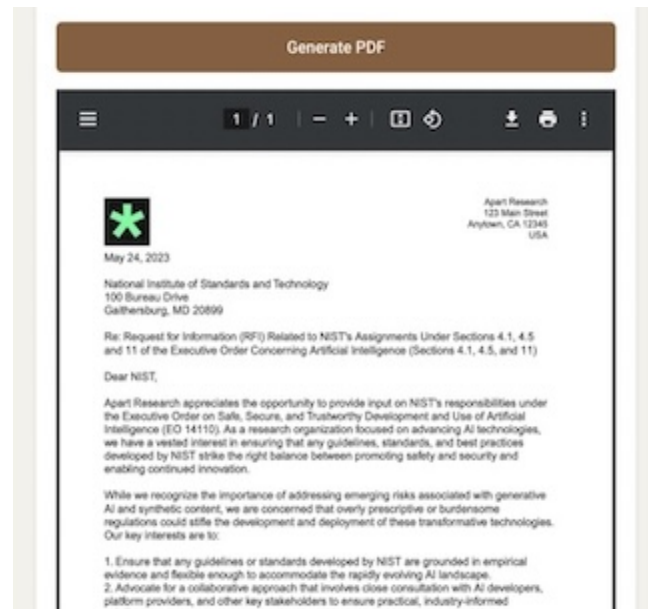 Generate PDF
1 / 1
Apart Research
123 Main Street
Anytown, CA 12345
USA
May 24, 2023
National Institute of Standards and Technology
100 Bureau Drive
Gaithersburg, MD 20899
Re: Request for Information (RFI) Related to NIST's Assignments Under Sections 4.1, 4.5
and 11 of the Executive Order Concerning Artificial Intelligence (Sections 4.1, 4.5, and 11)
Dear NIST,
Apart Research appreciates the opportunity to provide input on NIST's responsibilities under
the Executive Order on Safe, Secure, and Trustworthy Development and Use of Artificial
Intelligence (EO 14110). As a research organization focused on advancing AI technologies,
we have a vested interest in ensuring that any guidelines, standards, and best practices
developed by NIST strike the right balance between promoting safety and security and
enabling continued innovation.
While we recognize the importance of addressing emerging risks associated with generative
AI and synthetic content, we are concerned that overly prescriptive or burdensome
regulations could stifle the development and deployment of these transformative technologies.
Our key interests are to:
1. Ensure that any guidelines or standards developed by NIST are grounded in empirical
evidence and flexible enough to accommodate the rapidly evolving AI landscape.
2. Advocate for a collaborative approach that involves close consultation with AI developers,
platform providers, and other key stakeholders to ensure practical, industry-informed